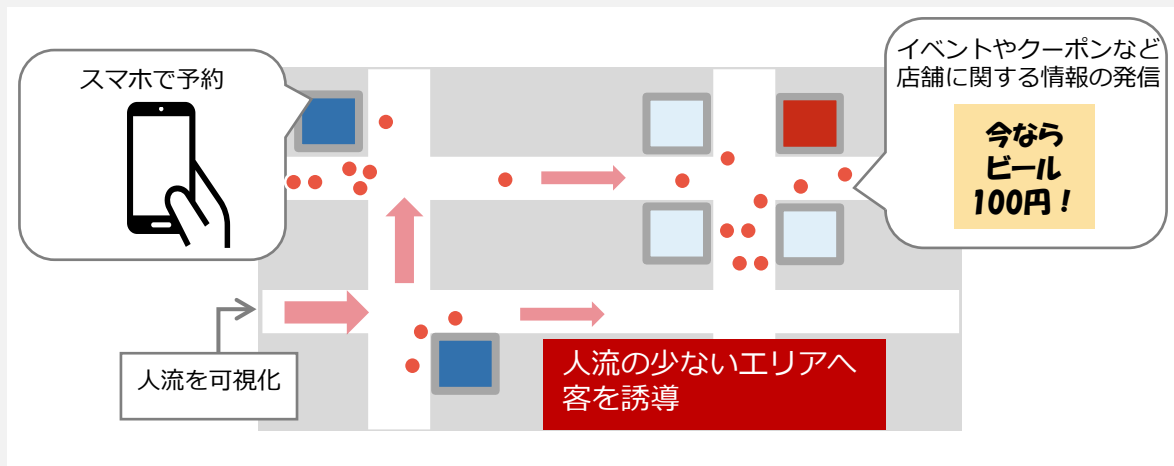 スマホで予約
イベントやクーポンなど
店舗に関する情報の発信
今なら
ビール
100円！
人流を可視化
人流の少ないエリアへ
客を誘導